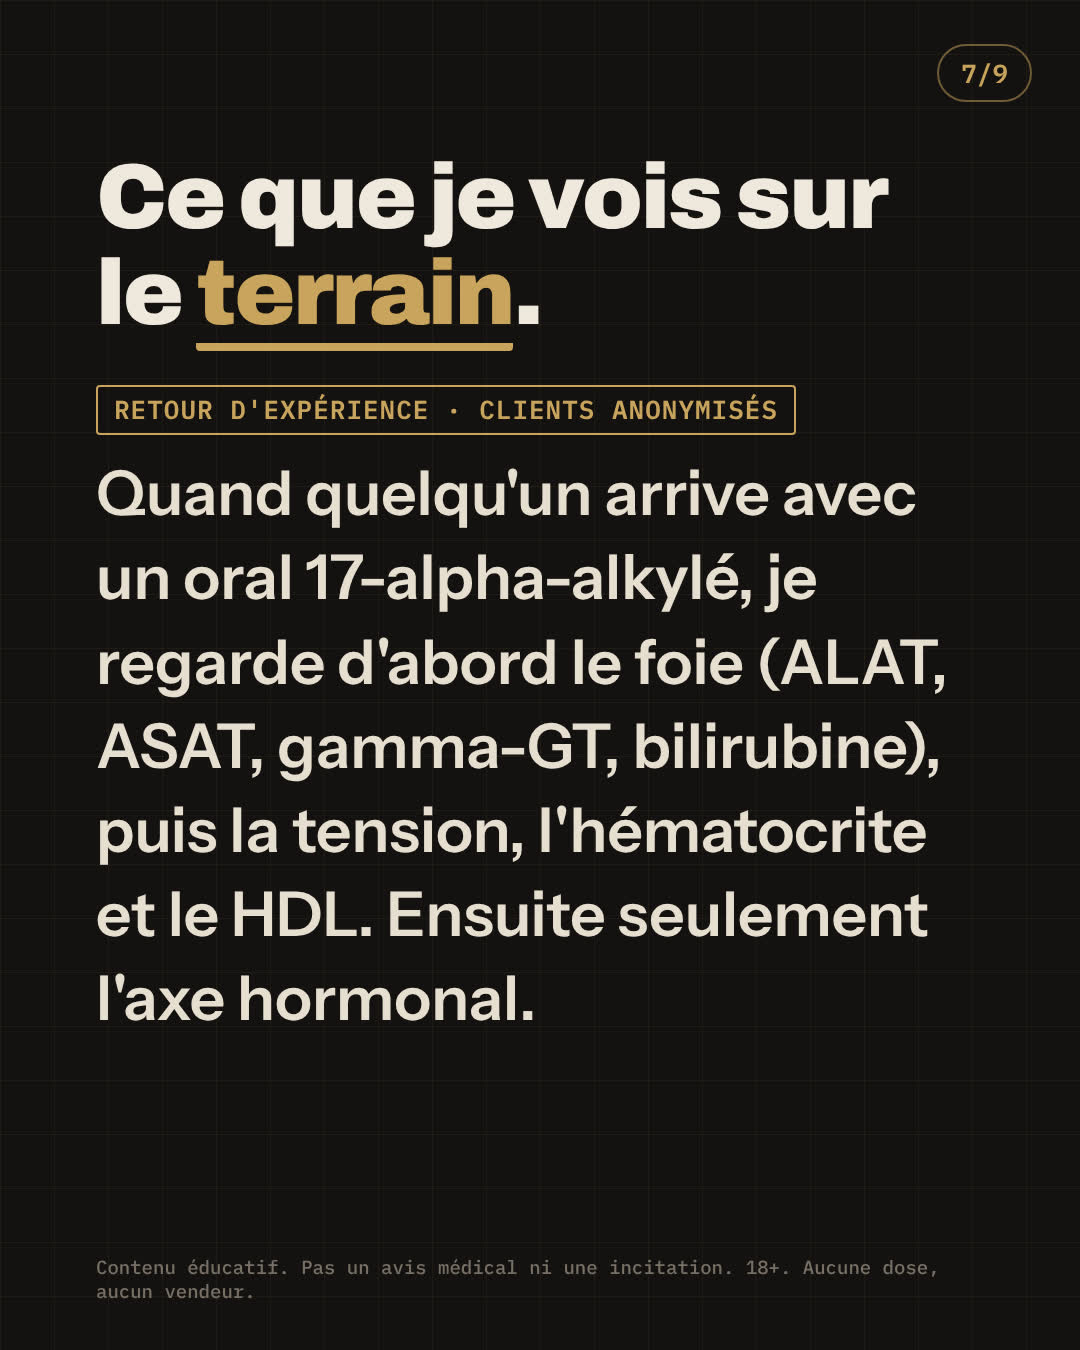 7/9
Ce que je vois sur
le terrain.
RETOUR D'EXPÉRIENCE · CLIENTS ANONYMISÉS
Quand quelqu'un arrive avec
un oral 17-alpha-alkylé, je
regarde d'abord le foie (ALAT,
ASAT, gamma-GT, bilirubine),
puis la tension, l'hématocrite
et le HDL. Ensuite seulement
l'axe hormonal.
Contenu éducatif. Pas un avis médical ni une incitation. 18+. Aucune dose,
aucun vendeur.